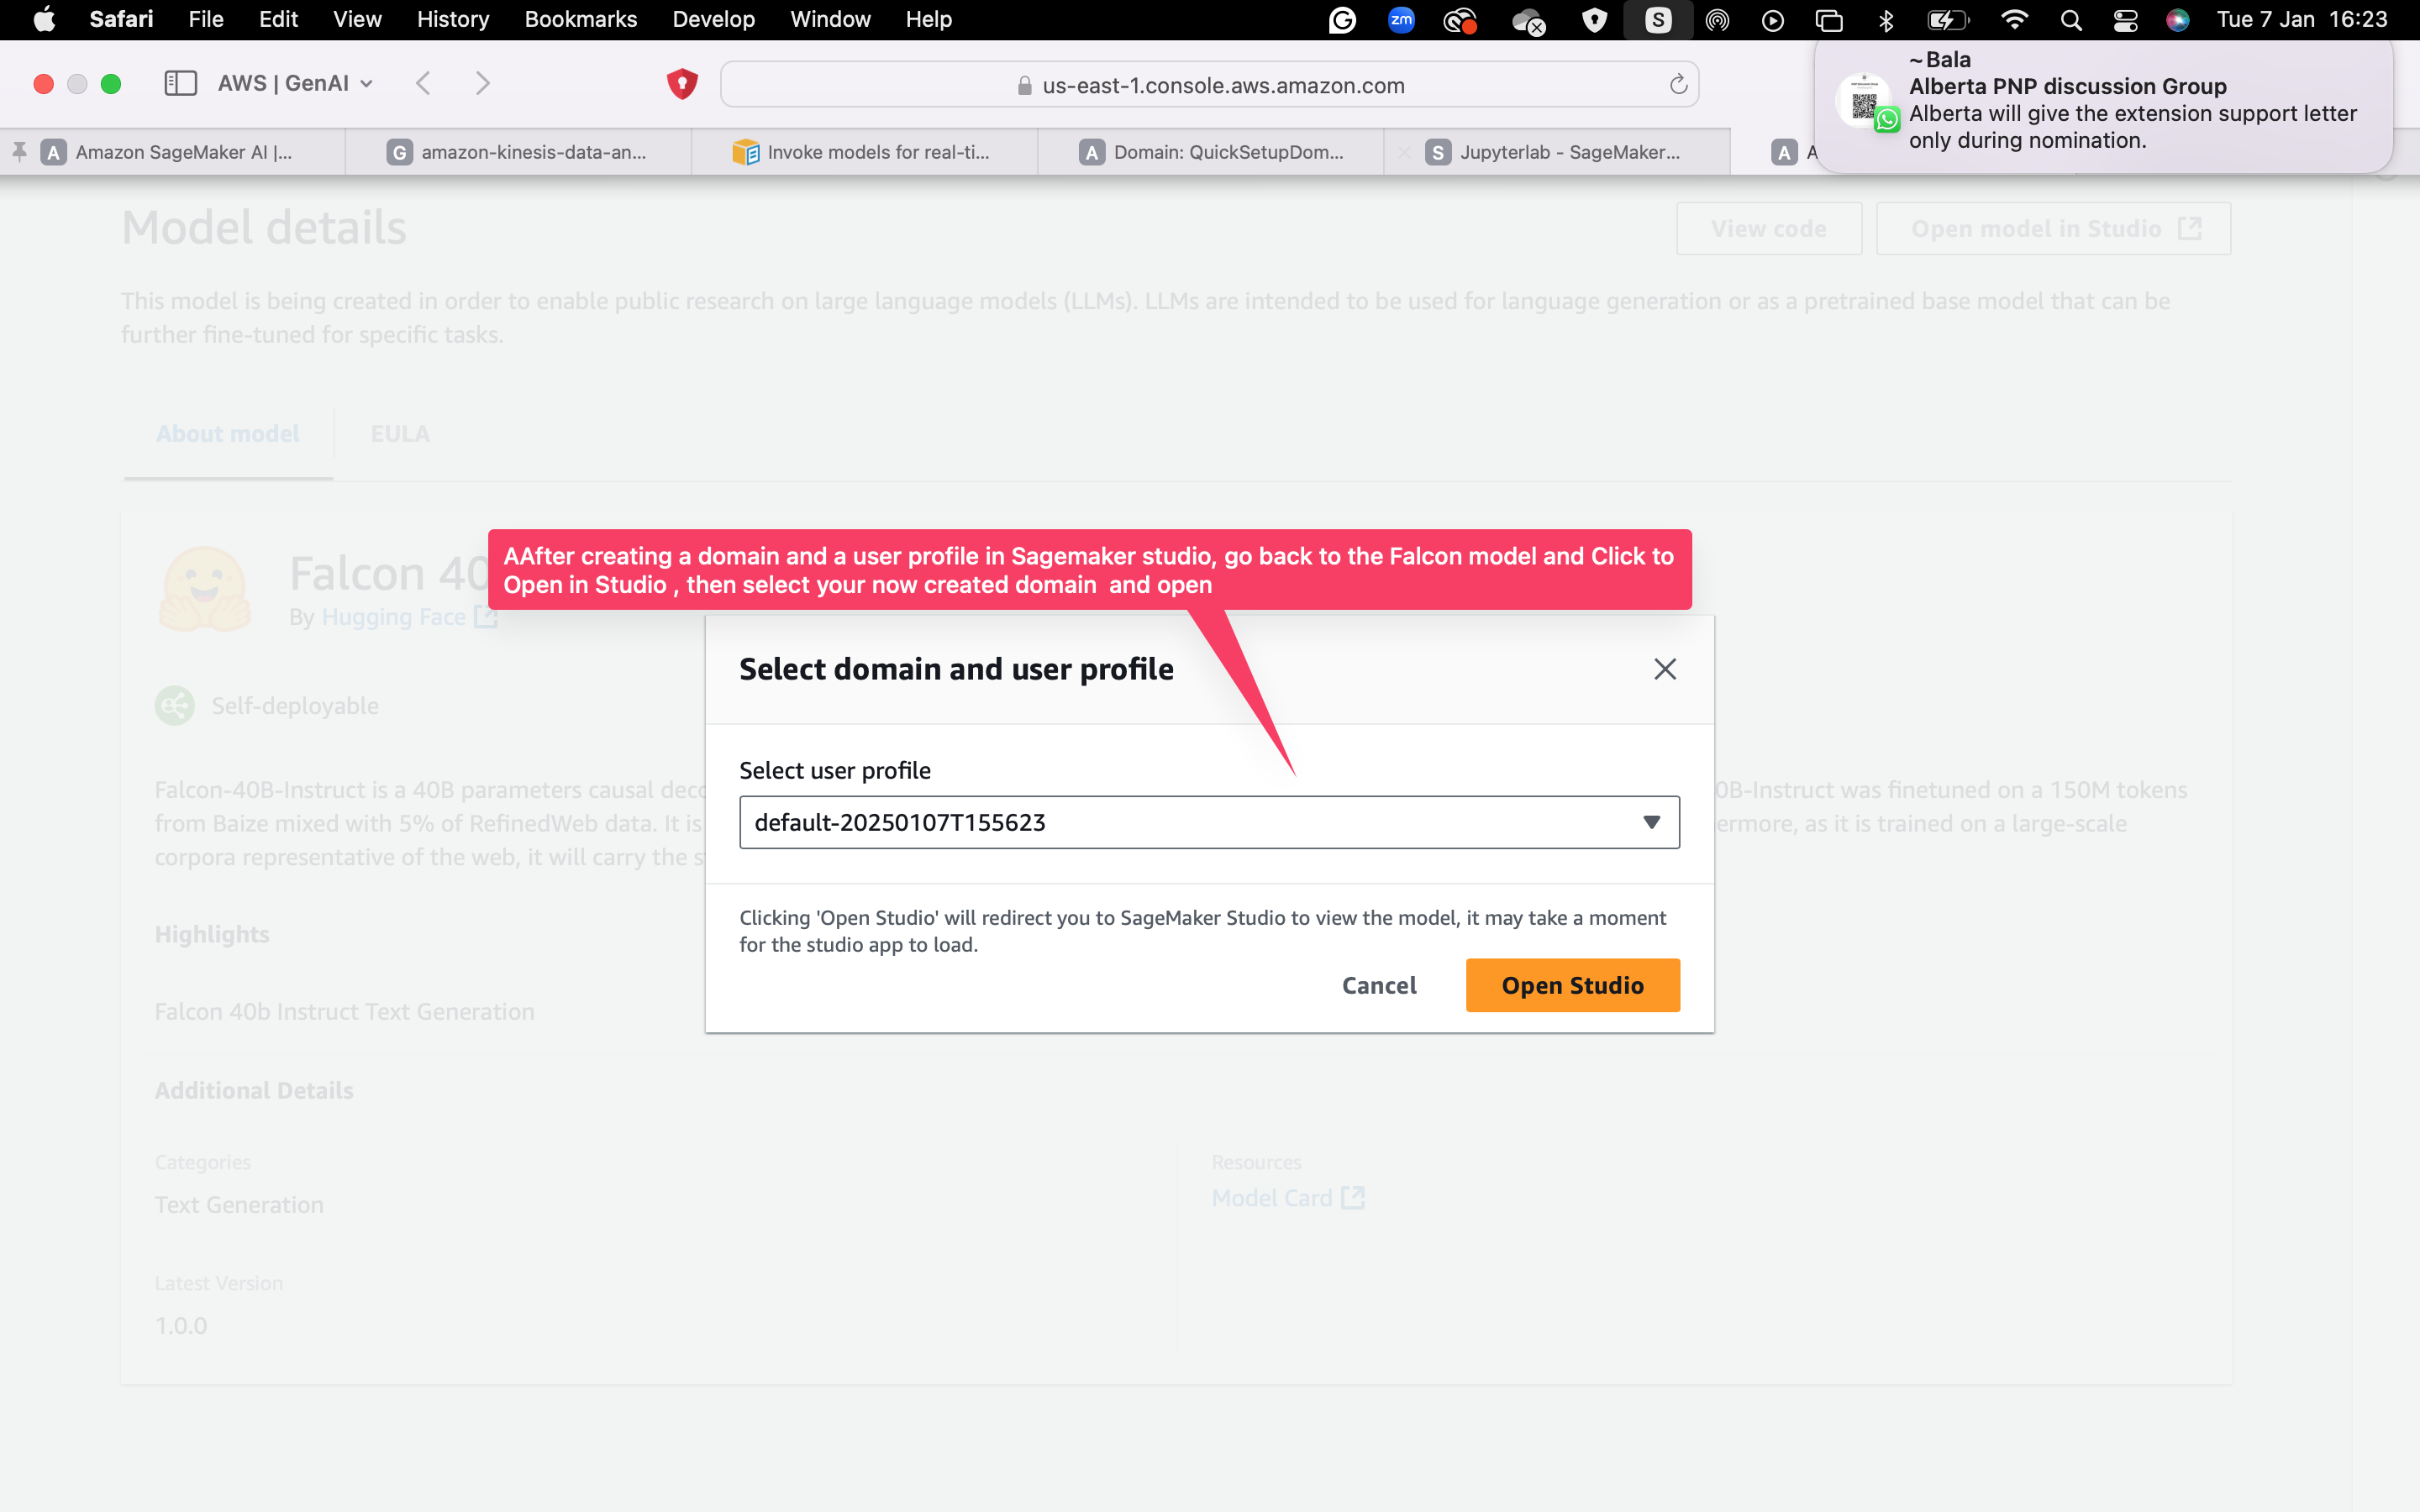 Safari File Edit View History Bookmarks Develop Window Help zm S Tue 7 Jan 16:23
AWS | GenAI us-east-1.console.aws.amazon.com
~Bala
Alberta PNP discussion Group
Alberta will give the extension support letter
only during nomination.
A Amazon SageMaker AI |... G amazon-kinesis-data-an... Invoke models for real-ti... A Domain: QuickSetupDom... S Jupyterlab - SageMaker... A A
Model details View code Open model in Studio
This model is being created in order to enable public research on large language models (LLMs). LLMs are intended to be used for language generation or as a pretrained base model that can be
further fine-tuned for specific tasks.
About model EULA
AAfter creating a domain and a user profile in Sagemaker studio, go back to the Falcon model and Click to
Open in Studio , then select your now created domain  and open
Falcon 40
By Hugging Face
Select domain and user profile
Self-deployable
Select user profile
default-20250107T155623
Falcon-40B-Instruct is a 40B parameters causal deco 0B-Instruct was finetuned on a 150M tokens
from Baize mixed with 5% of RefinedWeb data. It is ermore, as it is trained on a large-scale
corpora representative of the web, it will carry the s
Clicking 'Open Studio' will redirect you to SageMaker Studio to view the model, it may take a moment
for the studio app to load.
Cancel Open Studio
Highlights
Falcon 40b Instruct Text Generation
Additional Details
Categories
Text Generation
Resources
Model Card
Latest Version
1.0.0